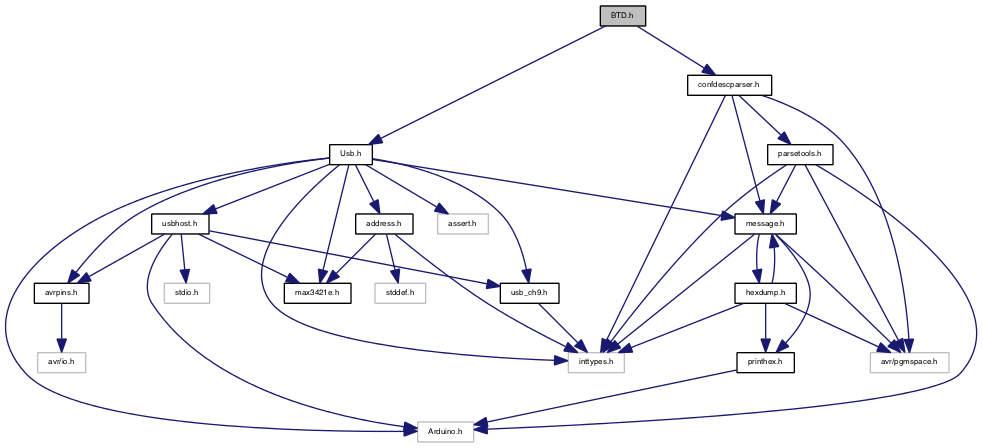 BTD.h
confdescparser.h
Usb.h
parsetools.h
usbhost.h
address.h
assert.h
message.h
avrpins.h
stdio.h
max3421e.h
stddef.h
usb_ch9.h
hexdump.h
avr/io.h
inttypes.h
printhex.h
avr/pgmspace.h
Arduino.h